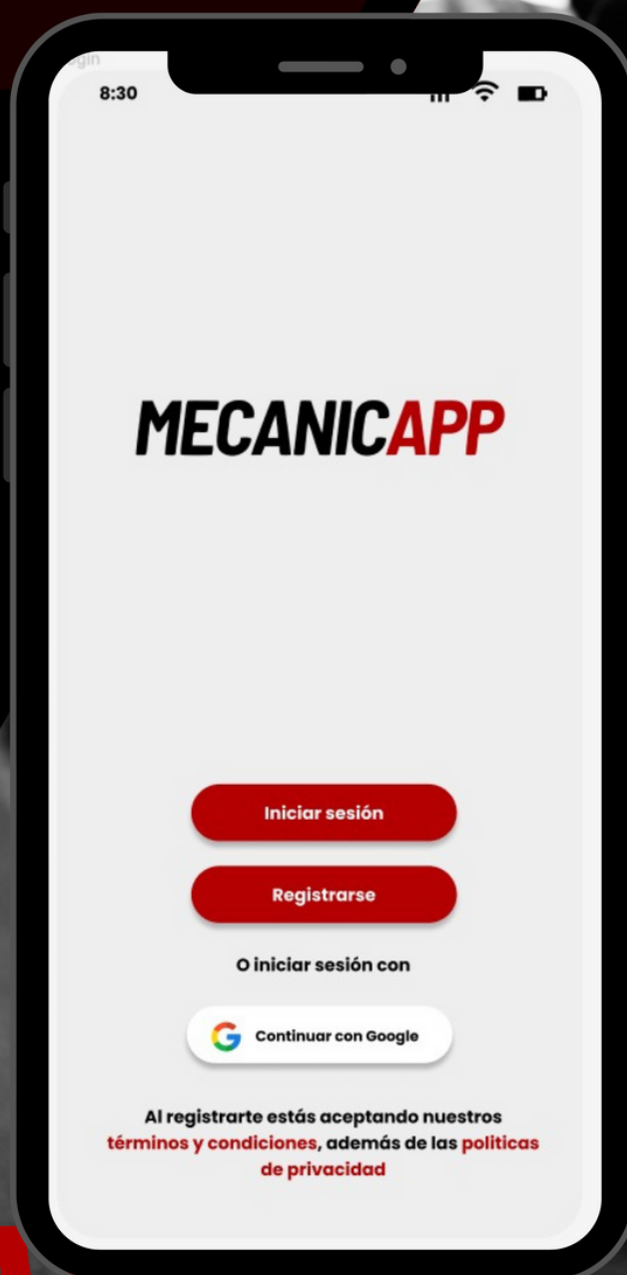 8:30
MECANICAPP
Iniciar sesión
Registrarse
O iniciar sesión con
Continuar con Google
Al registrarte estás aceptando nuestros
términos y condiciones, además de las politicas
de privacidad